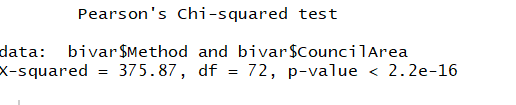 Pearson's Chi-squared test
data: bivar$Method and bivar$CouncilArea
X-squared = 375.87, df = 72, p-value < 2.2e-16